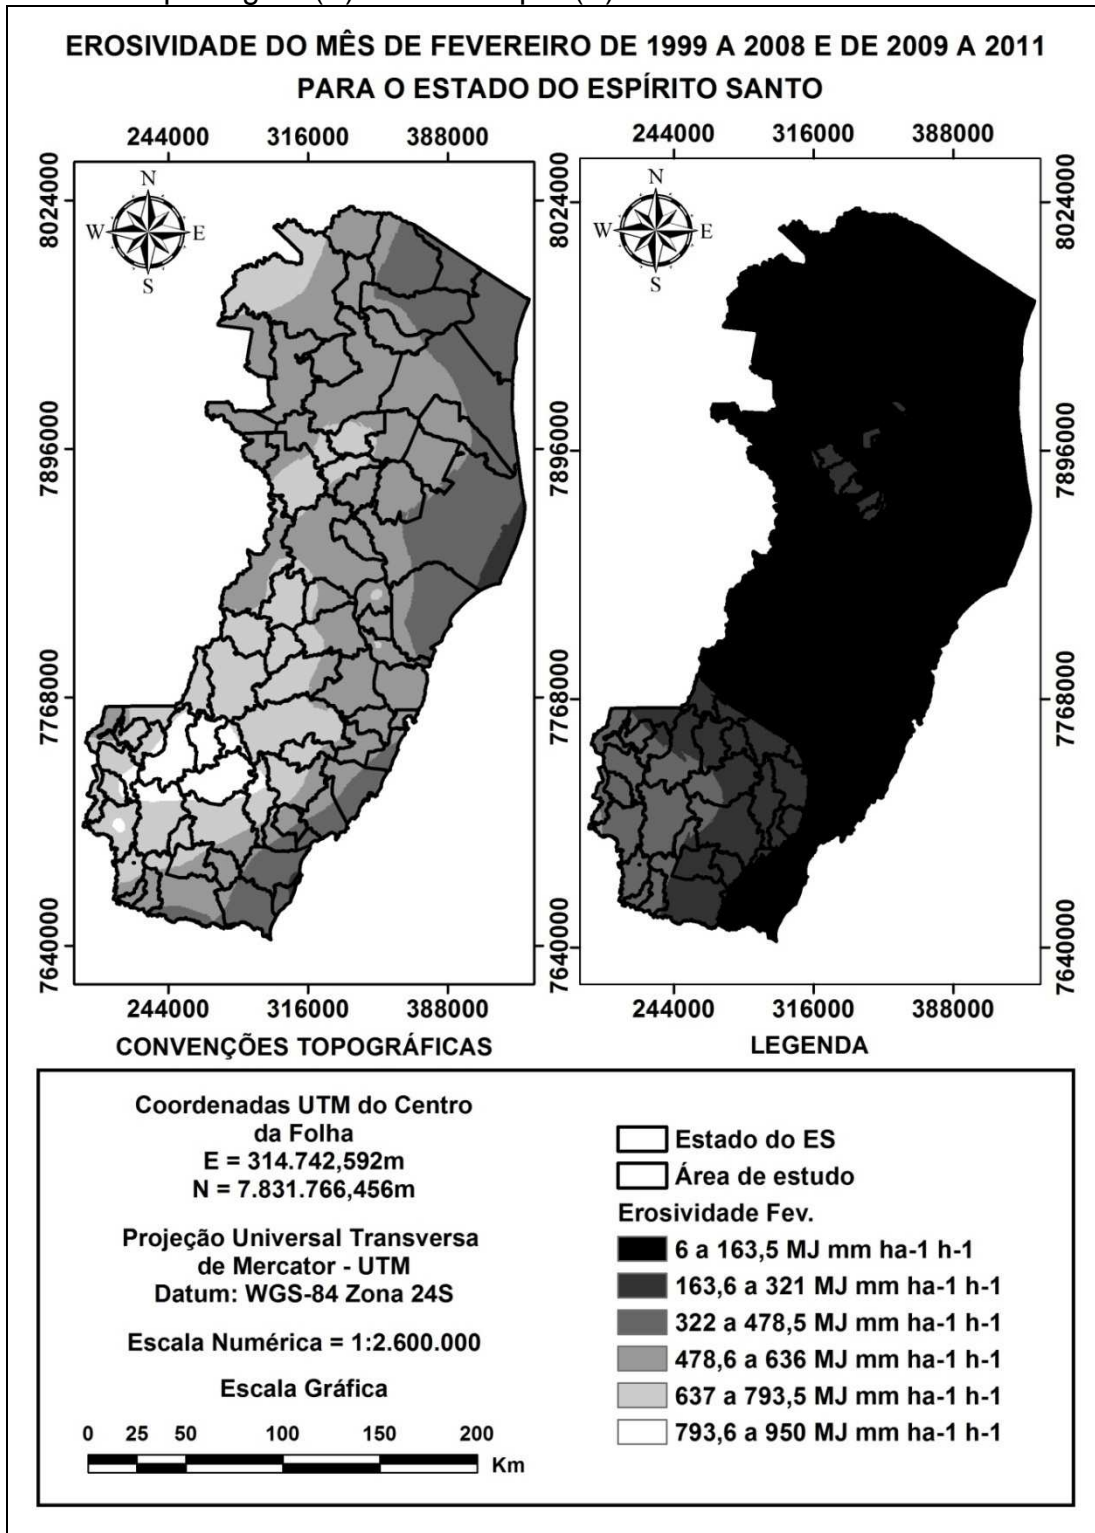 EROSIVIDADE DO MÊS DE FEVEREIRO DE 1999 A 2008 E DE 2009 A 2011
PARA O ESTADO DO ESPÍRITO SANTO
244000 316000 388000
244000 316000 388000
8024000
7896000
7768000
7640000
N
W E
S
8024000
7896000
7768000
7640000
N
W E
S
8024000
7896000
7768000
7640000
244000 316000 388000
244000 316000 388000
CONVENÇÕES TOPOGRÁFICAS
LEGENDA
Coordenadas UTM do Centro
da Folha
E = 314.742,592m
N = 7.831.766,456m
Projeção Universal Transversa
de Mercator - UTM
Datum: WGS-84 Zona 24S
Escala Numérica = 1:2.600.000
Escala Gráfica
0 25 50 100 150 200
Km
Estado do ES
Área de estudo
Erosividade Fev.
6 a 163,5 MJ mm ha-1 h-1
163,6 a 321 MJ mm ha-1 h-1
322 a 478,5 MJ mm ha-1 h-1
478,6 a 636 MJ mm ha-1 h-1
637 a 793,5 MJ mm ha-1 h-1
793,6 a 950 MJ mm ha-1 h-1